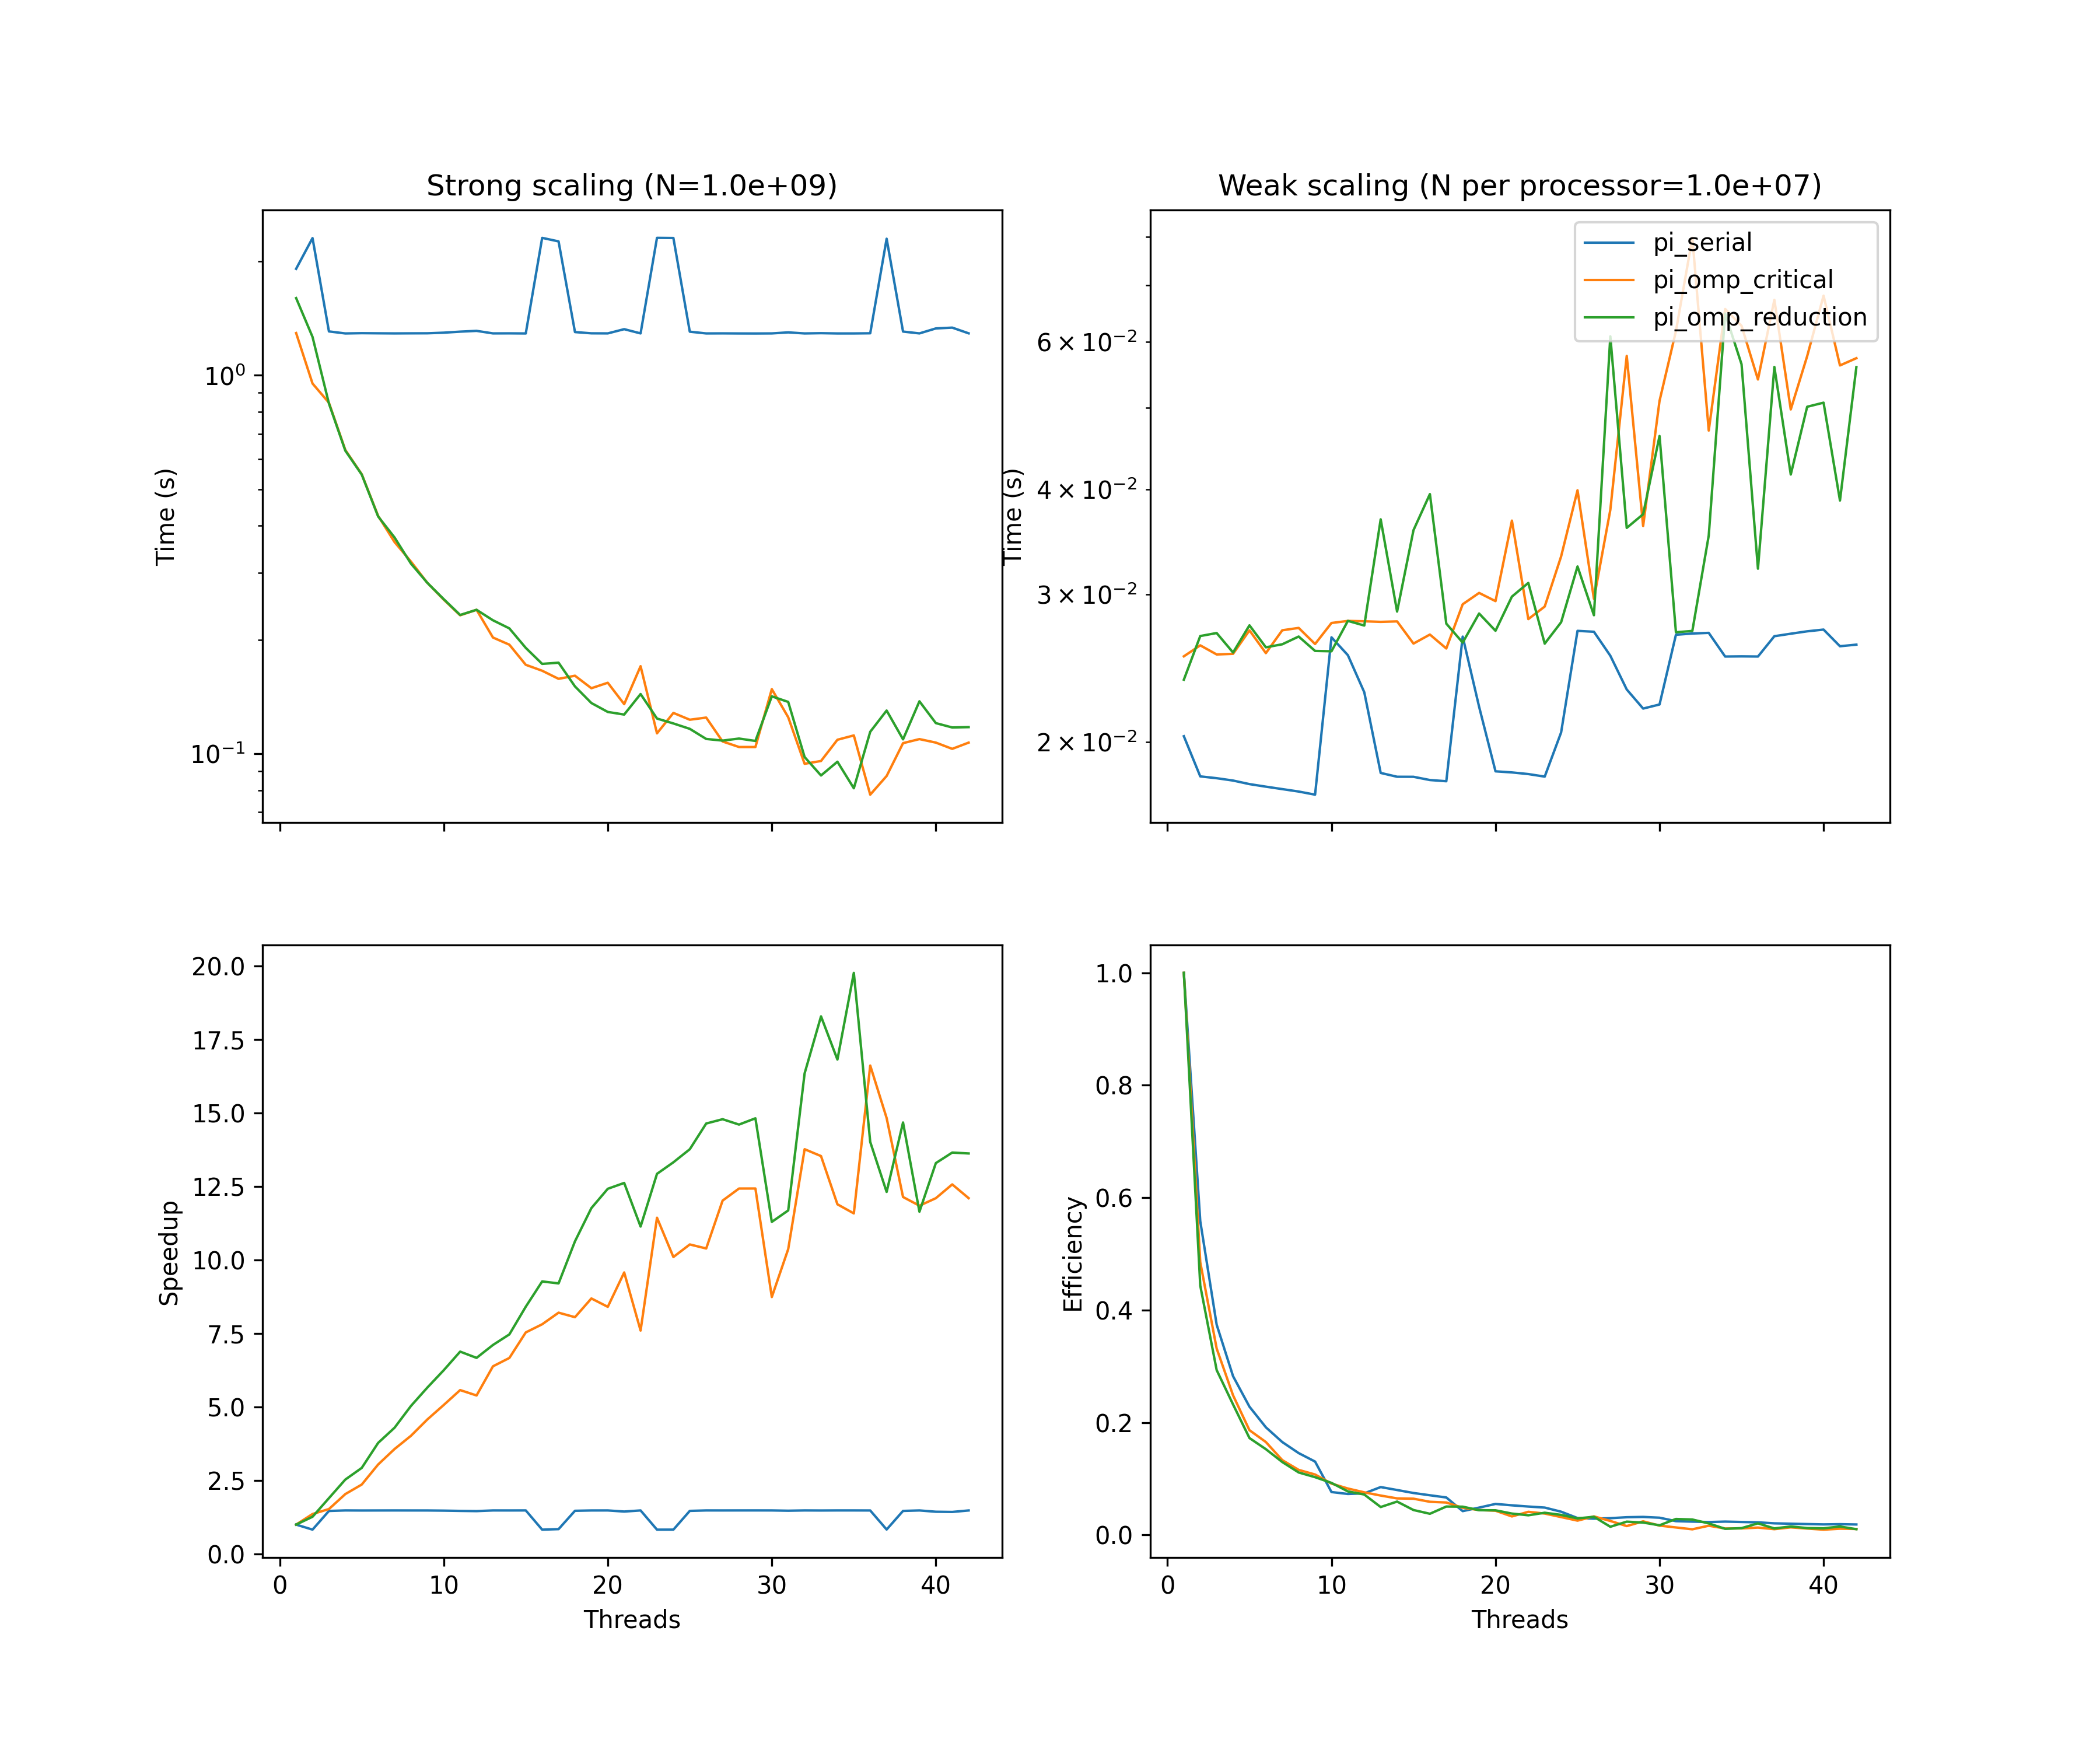 Strong scaling (N=1.0e+09)
Weak scaling (N per processor=1.0e+07)
pi_serial
pi_omp_critical
pi_omp_reduction
Time (s)
10⁰
10⁻¹
Time (s)
6×10⁻²
4×10⁻²
3×10⁻²
2×10⁻²
Speedup
20.0
17.5
15.0
12.5
10.0
7.5
5.0
2.5
0.0
0 10 20 30 40
Threads
Efficiency
1.0
0.8
0.6
0.4
0.2
0.0
0 10 20 30 40
Threads